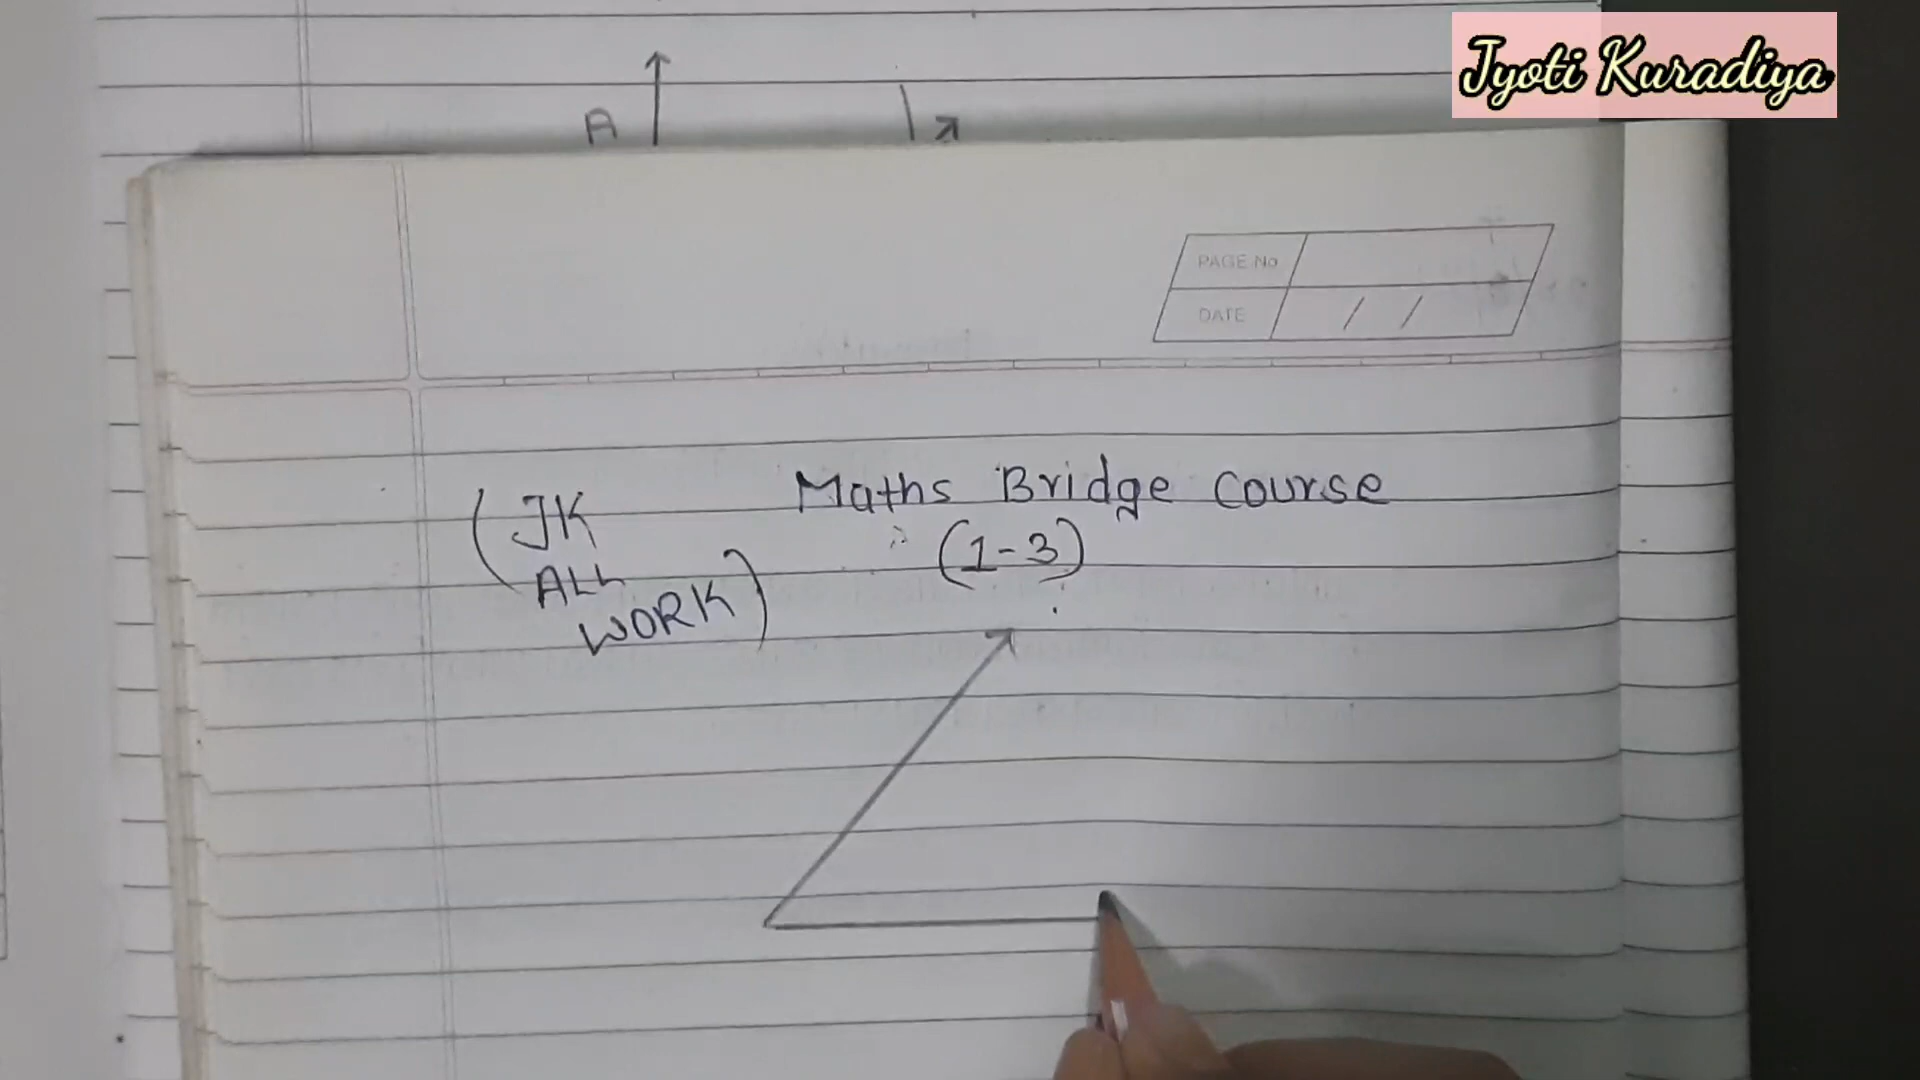 Jyoti Kuradiya
A
PAGE No
DATE / /
Maths Bridge Course
(1-3)
(JK
ALL
WORK)